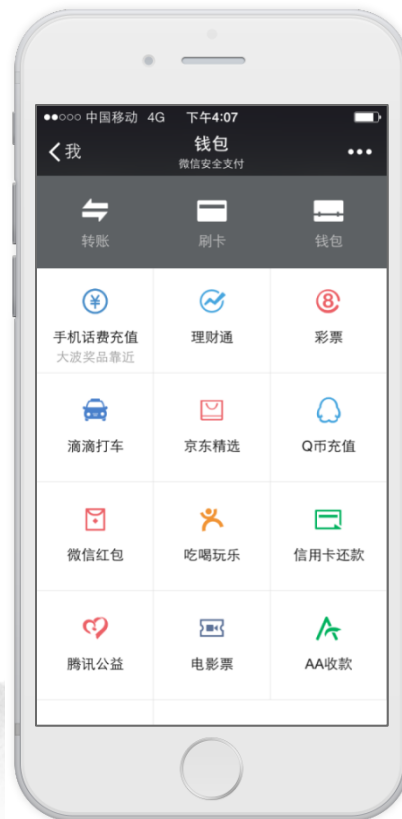 中国移动 4G 下午4:07
我 钱包
微信安全支付
转账 刷卡 钱包
手机话费充值 理财通 彩票
大波奖品靠近
滴滴打车 京东精选 Q币充值
微信红包 吃喝玩乐 信用卡还款
腾讯公益 电影票 AA收款